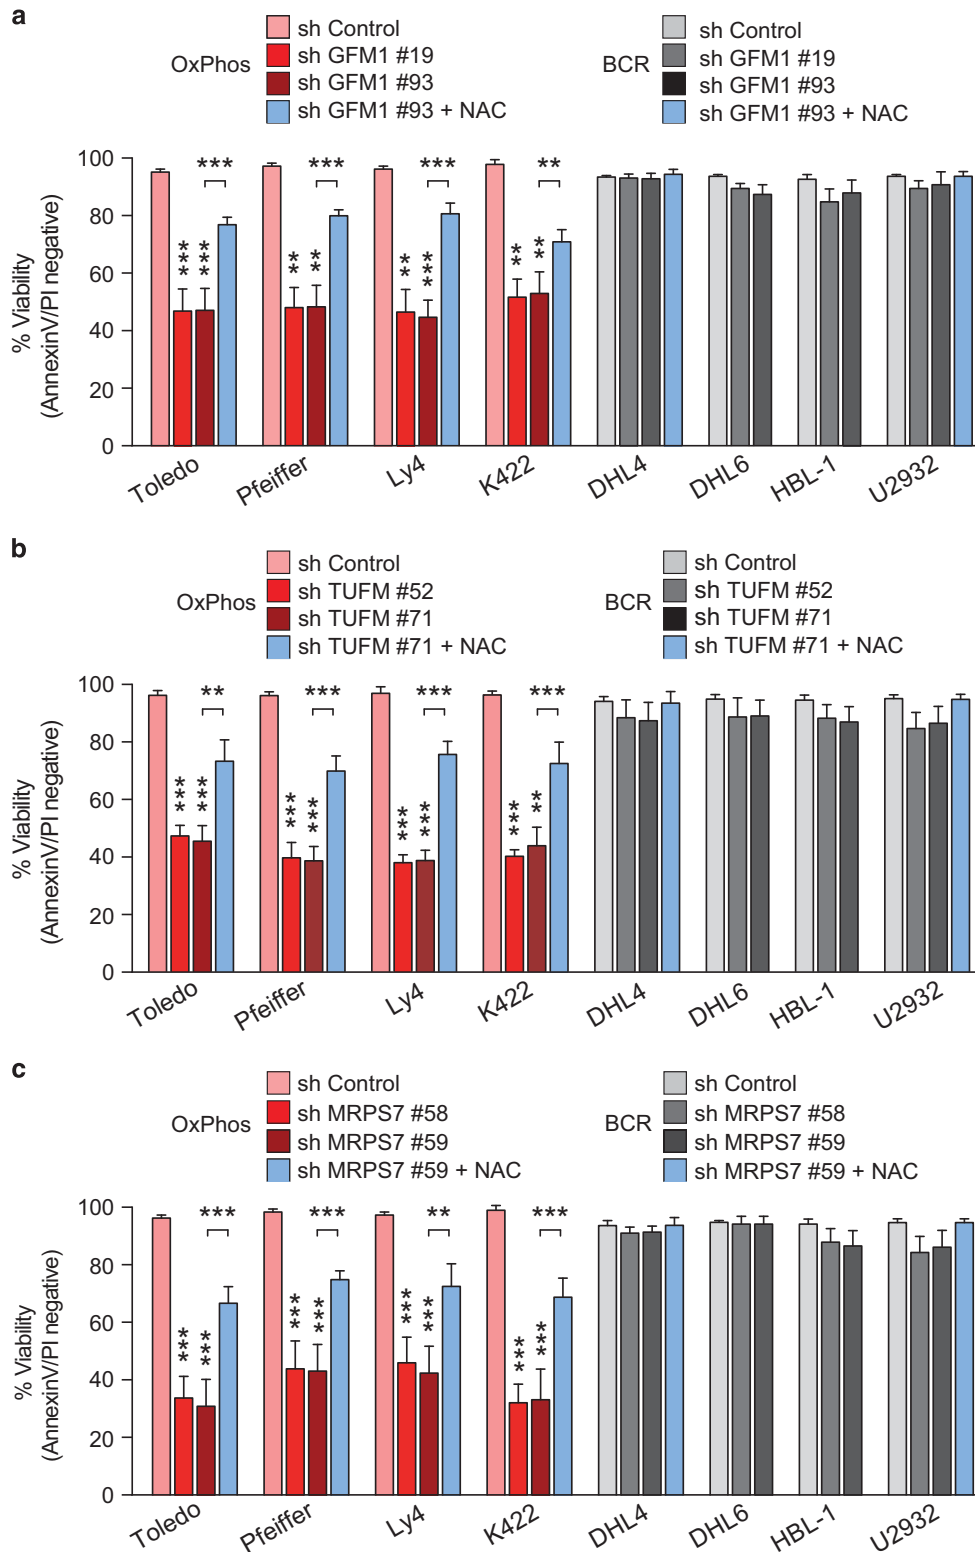 a
OxPhos
sh Control
sh GFM1 #19
sh GFM1 #93
sh GFM1 #93 + NAC
BCR
sh Control
sh GFM1 #19
sh GFM1 #93
sh GFM1 #93 + NAC
% Viability
(AnnexinV/PI negative)
100
80
60
40
20
0
*** *** ***
** ** ***
** *** ***
** ** **
Toledo
Pfeiffer
Ly4
K422
DHL4
DHL6
HBL-1
U2932
b
OxPhos
sh Control
sh TUFM #52
sh TUFM #71
sh TUFM #71 + NAC
BCR
sh Control
sh TUFM #52
sh TUFM #71
sh TUFM #71 + NAC
% Viability
(AnnexinV/PI negative)
100
80
60
40
20
0
*** *** **
*** *** ***
*** *** ***
*** ** ***
Toledo
Pfeiffer
Ly4
K422
DHL4
DHL6
HBL-1
U2932
c
OxPhos
sh Control
sh MRPS7 #58
sh MRPS7 #59
sh MRPS7 #59 + NAC
BCR
sh Control
sh MRPS7 #58
sh MRPS7 #59
sh MRPS7 #59 + NAC
% Viability
(AnnexinV/PI negative)
100
80
60
40
20
0
*** *** ***
*** *** ***
*** *** **
*** *** ***
Toledo
Pfeiffer
Ly4
K422
DHL4
DHL6
HBL-1
U2932